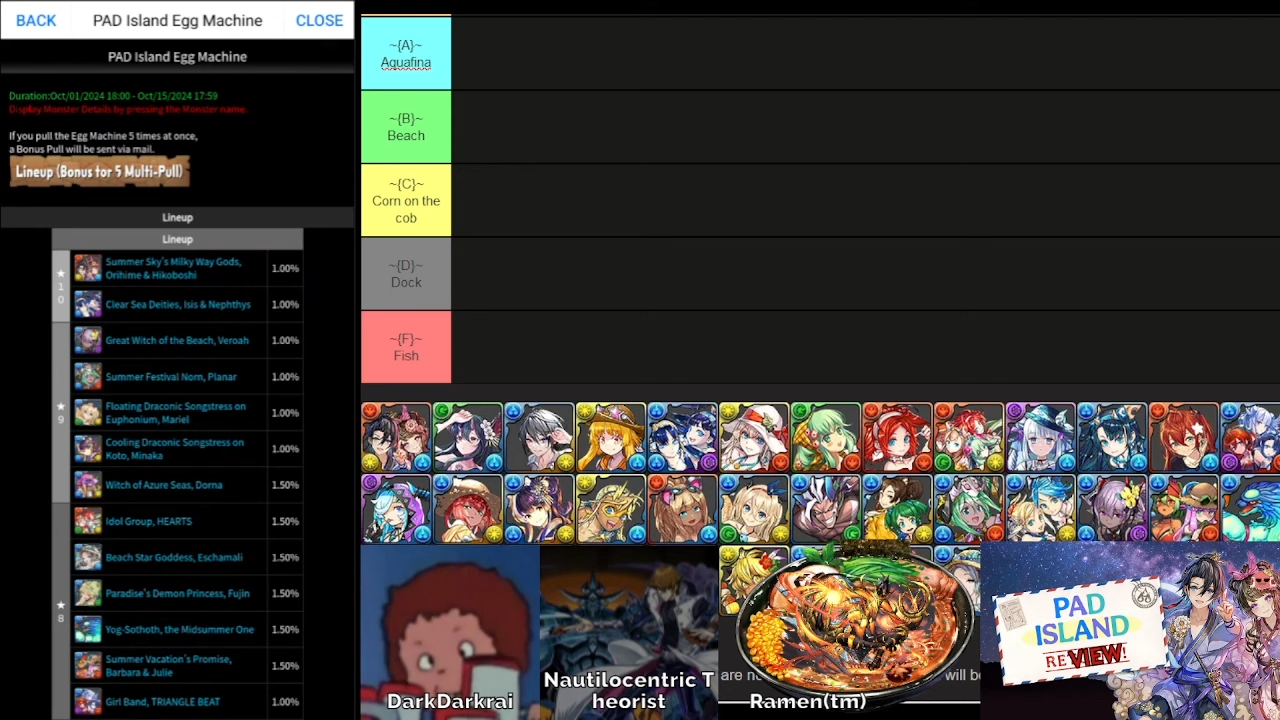 BACK
PAD Island Egg Machine
CLOSE
PAD Island Egg Machine
Duration:Oct/01/2024 18:00 - Oct/15/2024 17:59
Display Monster Details by pressing the Monster name.
If you pull the Egg Machine 5 times at once,
a Bonus Pull will be sent via mail.
Lineup (Bonus for 5 Multi-Pull)
Lineup
Lineup
★
1
0
Summer Sky's Milky Way Gods,
Orihime & Hikoboshi
1.00%
Clear Sea Deities, Isis & Nephthys
1.00%
★
9
Great Witch of the Beach, Veroah
1.00%
Summer Festival Norn, Planar
1.00%
Floating Draconic Songstress on
Euphonium, Mariel
1.00%
Cooling Draconic Songstress on
Koto, Minaka
1.00%
Witch of Azure Seas, Dorna
1.50%
★
8
Idol Group, HEARTS
1.50%
Beach Star Goddess, Eschamali
1.50%
Paradise's Demon Princess, Fujin
1.50%
Yog-Sothoth, the Midsummer One
1.50%
Summer Vacation's Promise,
Barbara & Julie
1.50%
Girl Band, TRIANGLE BEAT
1.00%
~{A}~
Aquafina
~{B}~
Beach
~{C}~
Corn on the
cob
~{D}~
Dock
~{F}~
Fish
DarkDarkrai
Nautilocentric T
heorist
are
will be
Ramen(tm)
PAD
ISLAND
REVIEW!